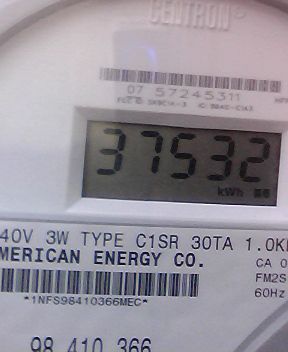 CENTRON®
07 57245311
37532
kWh
40V 3W TYPE C1SR 30TA 1.0K
MERICAN ENERGY CO.
CA 0
FM2S
60Hz
*1NFS98410366MEC*
98 410 366